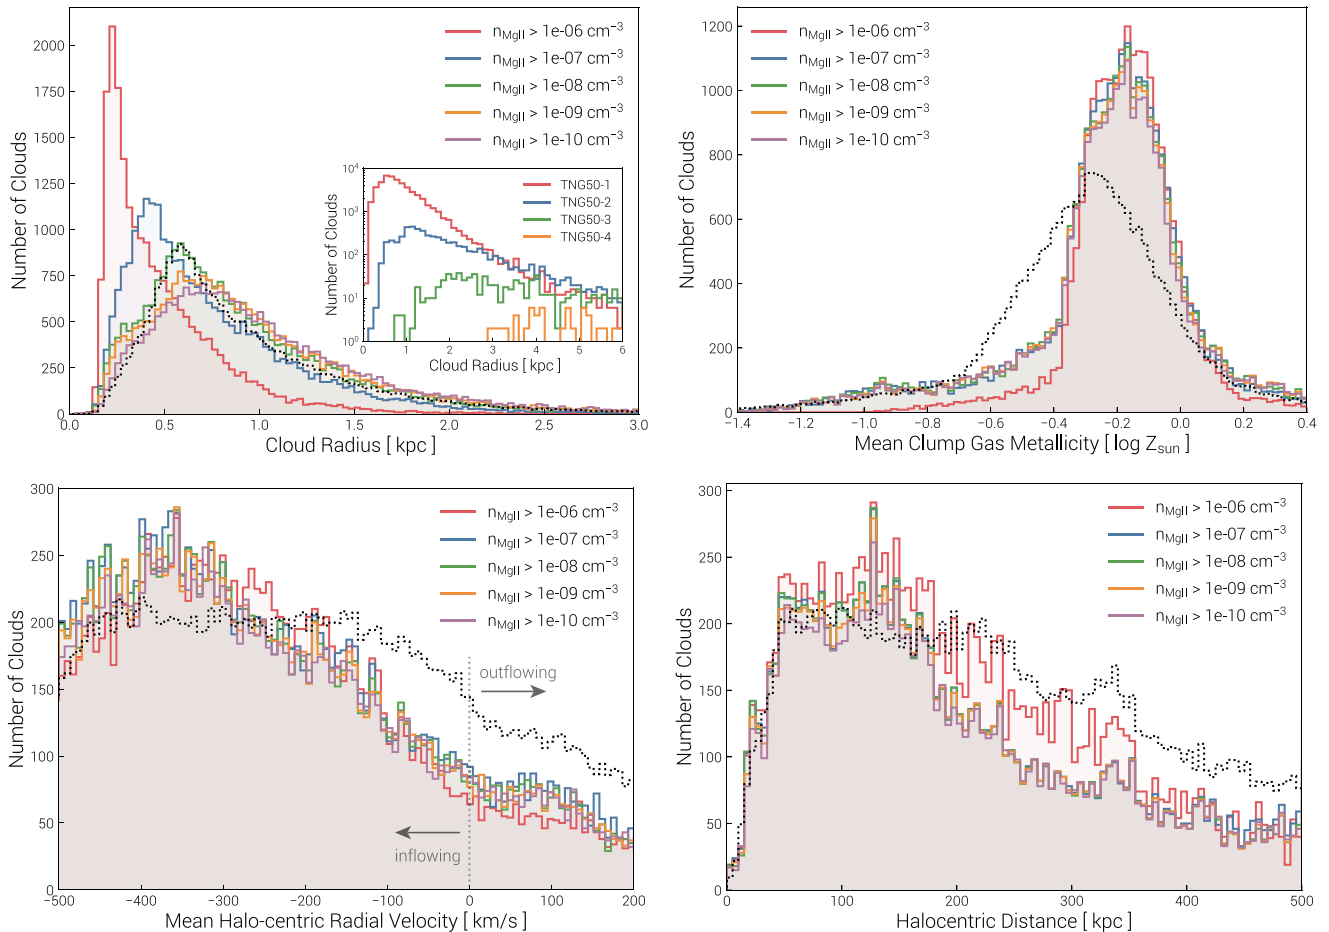 n_MgII > 1e-06 cm⁻³
n_MgII > 1e-07 cm⁻³
n_MgII > 1e-08 cm⁻³
n_MgII > 1e-09 cm⁻³
n_MgII > 1e-10 cm⁻³
Number of Clouds
2000
1750
1500
1250
1000
750
500
250
0
0.0 0.5 1.0 1.5 2.0 2.5 3.0
Cloud Radius [ kpc ]
TNG50-1
TNG50-2
TNG50-3
TNG50-4
Number of Clouds
10⁴
10³
10²
10¹
10⁰
0 1 2 3 4 5 6
Cloud Radius [ kpc ]
n_MgII > 1e-06 cm⁻³
n_MgII > 1e-07 cm⁻³
n_MgII > 1e-08 cm⁻³
n_MgII > 1e-09 cm⁻³
n_MgII > 1e-10 cm⁻³
Number of Clouds
1200
1000
800
600
400
200
0
−1.4 −1.2 −1.0 −0.8 −0.6 −0.4 −0.2 0.0 0.2 0.4
Mean Clump Gas Metallicity [ log Z_sun ]
n_MgII > 1e-06 cm⁻³
n_MgII > 1e-07 cm⁻³
n_MgII > 1e-08 cm⁻³
n_MgII > 1e-09 cm⁻³
n_MgII > 1e-10 cm⁻³
Number of Clouds
300
250
200
150
100
50
0
outflowing
inflowing
−500 −400 −300 −200 −100 0 100 200
Mean Halo-centric Radial Velocity [ km/s ]
n_MgII > 1e-06 cm⁻³
n_MgII > 1e-07 cm⁻³
n_MgII > 1e-08 cm⁻³
n_MgII > 1e-09 cm⁻³
n_MgII > 1e-10 cm⁻³
Number of Clouds
300
250
200
150
100
50
0
0 100 200 300 400 500
Halocentric Distance [ kpc ]